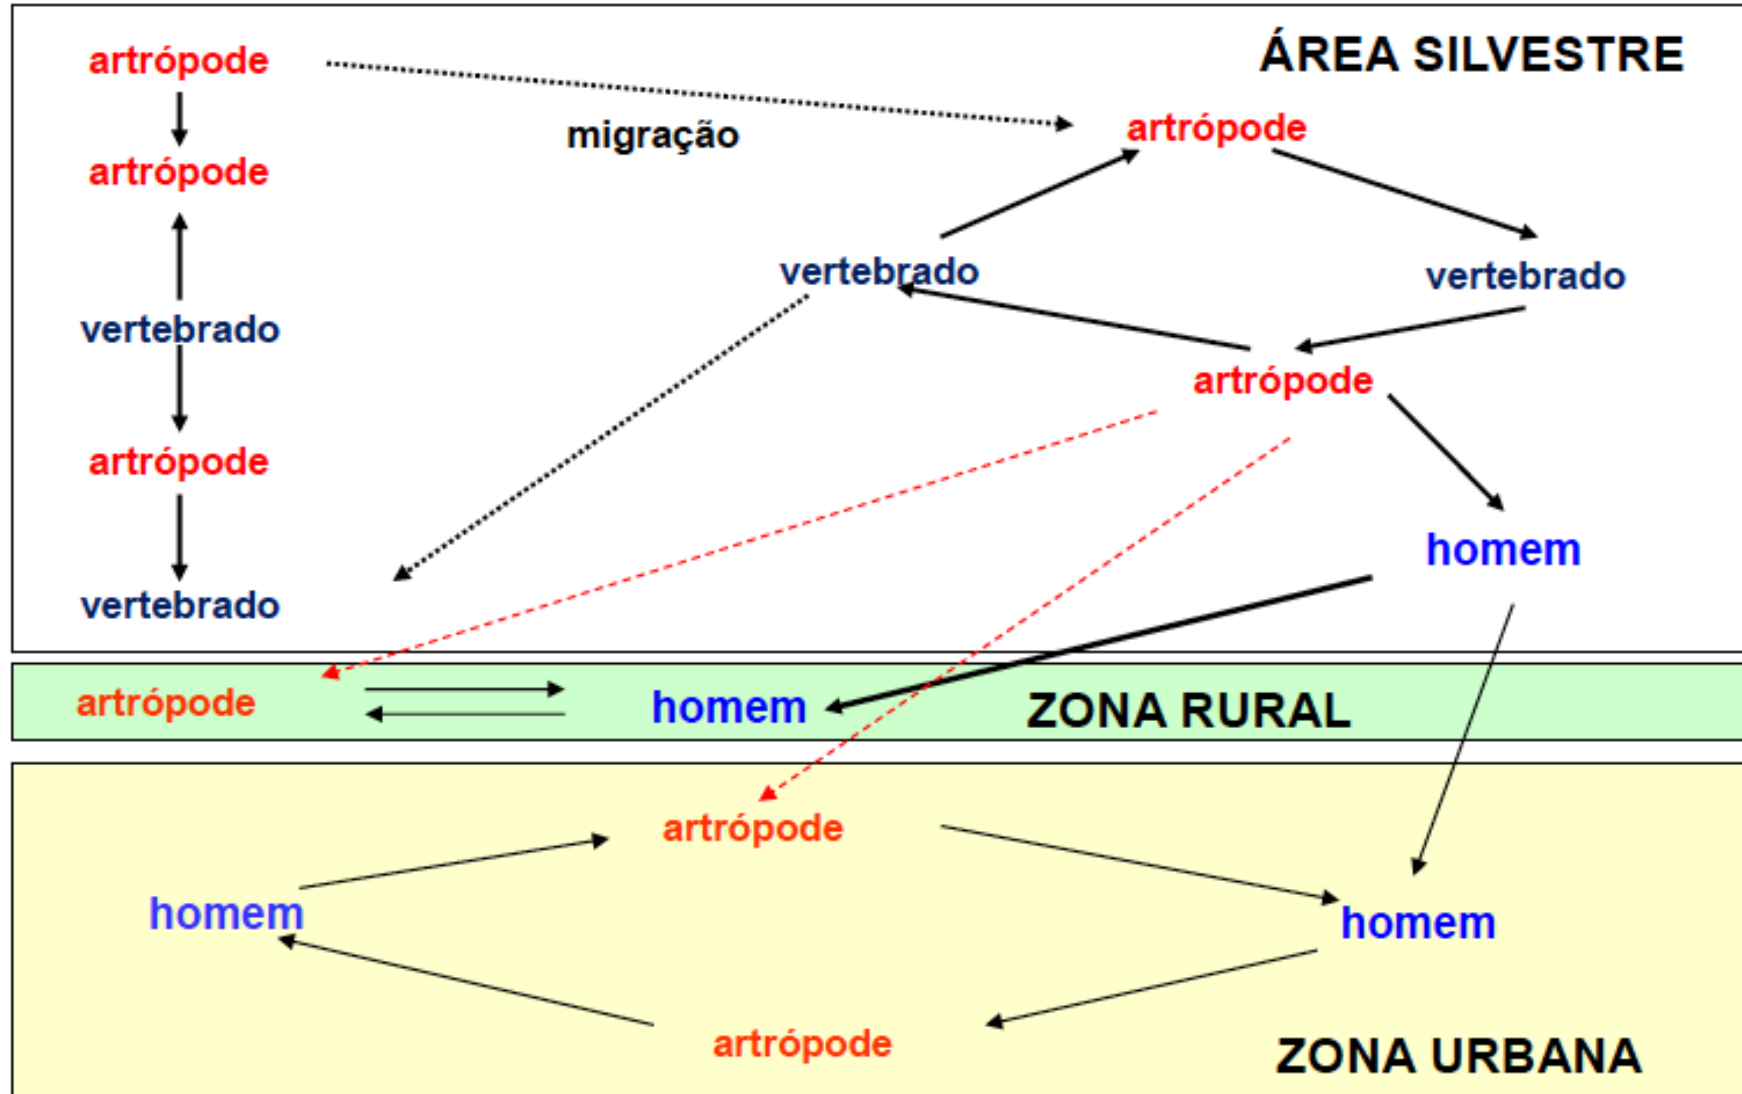 artrópode
ÁREA SILVESTRE
migração
artrópode
artrópode
vertebrado
vertebrado
vertebrado
artrópode
artrópode
homem
vertebrado
artrópode
homem
ZONA RURAL
artrópode
homem
homem
artrópode
ZONA URBANA